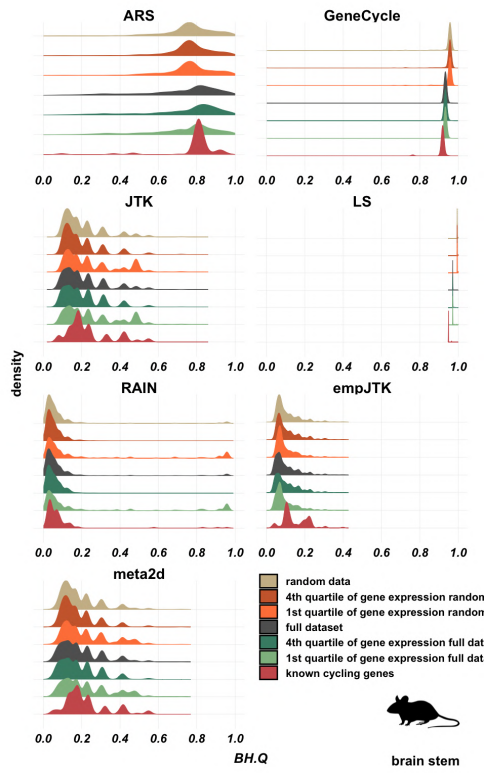 ARS GeneCycle
0.0 0.2 0.4 0.6 0.8 1.0 0.0 0.2 0.4 0.6 0.8 1.0
JTK LS
0.0 0.2 0.4 0.6 0.8 1.0 0.0 0.2 0.4 0.6 0.8 1.0
density
RAIN empJTK
0.0 0.2 0.4 0.6 0.8 1.0 0.0 0.2 0.4 0.6 0.8 1.0
meta2d
0.0 0.2 0.4 0.6 0.8 1.0
BH.Q
random data
4th quartile of gene expression random
1st quartile of gene expression random
full dataset
4th quartile of gene expression full dat
1st quartile of gene expression full dat
known cycling genes
brain stem